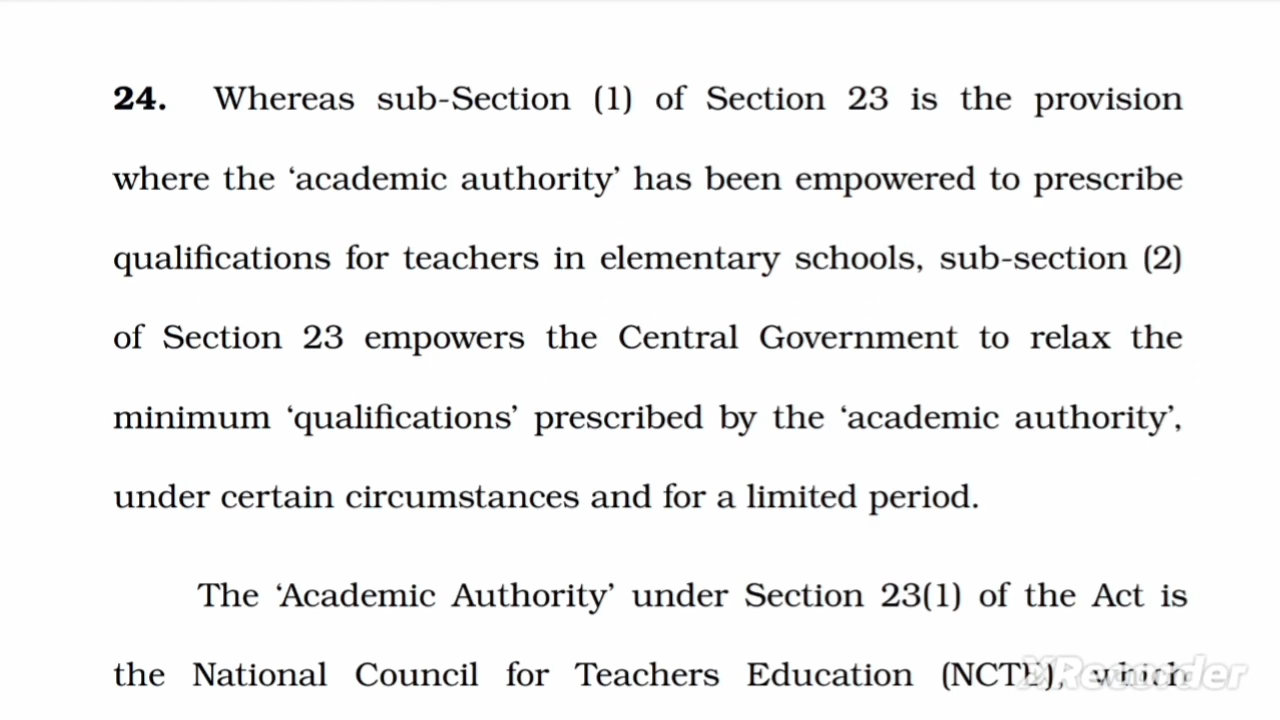 24. Whereas sub-Section (1) of Section 23 is the provision
where the ‘academic authority’ has been empowered to prescribe
qualifications for teachers in elementary schools, sub-section (2)
of Section 23 empowers the Central Government to relax the
minimum ‘qualifications’ prescribed by the ‘academic authority’,
under certain circumstances and for a limited period.
The ‘Academic Authority’ under Section 23(1) of the Act is
the National Council for Teachers Education (NCTE), which
XRecorder